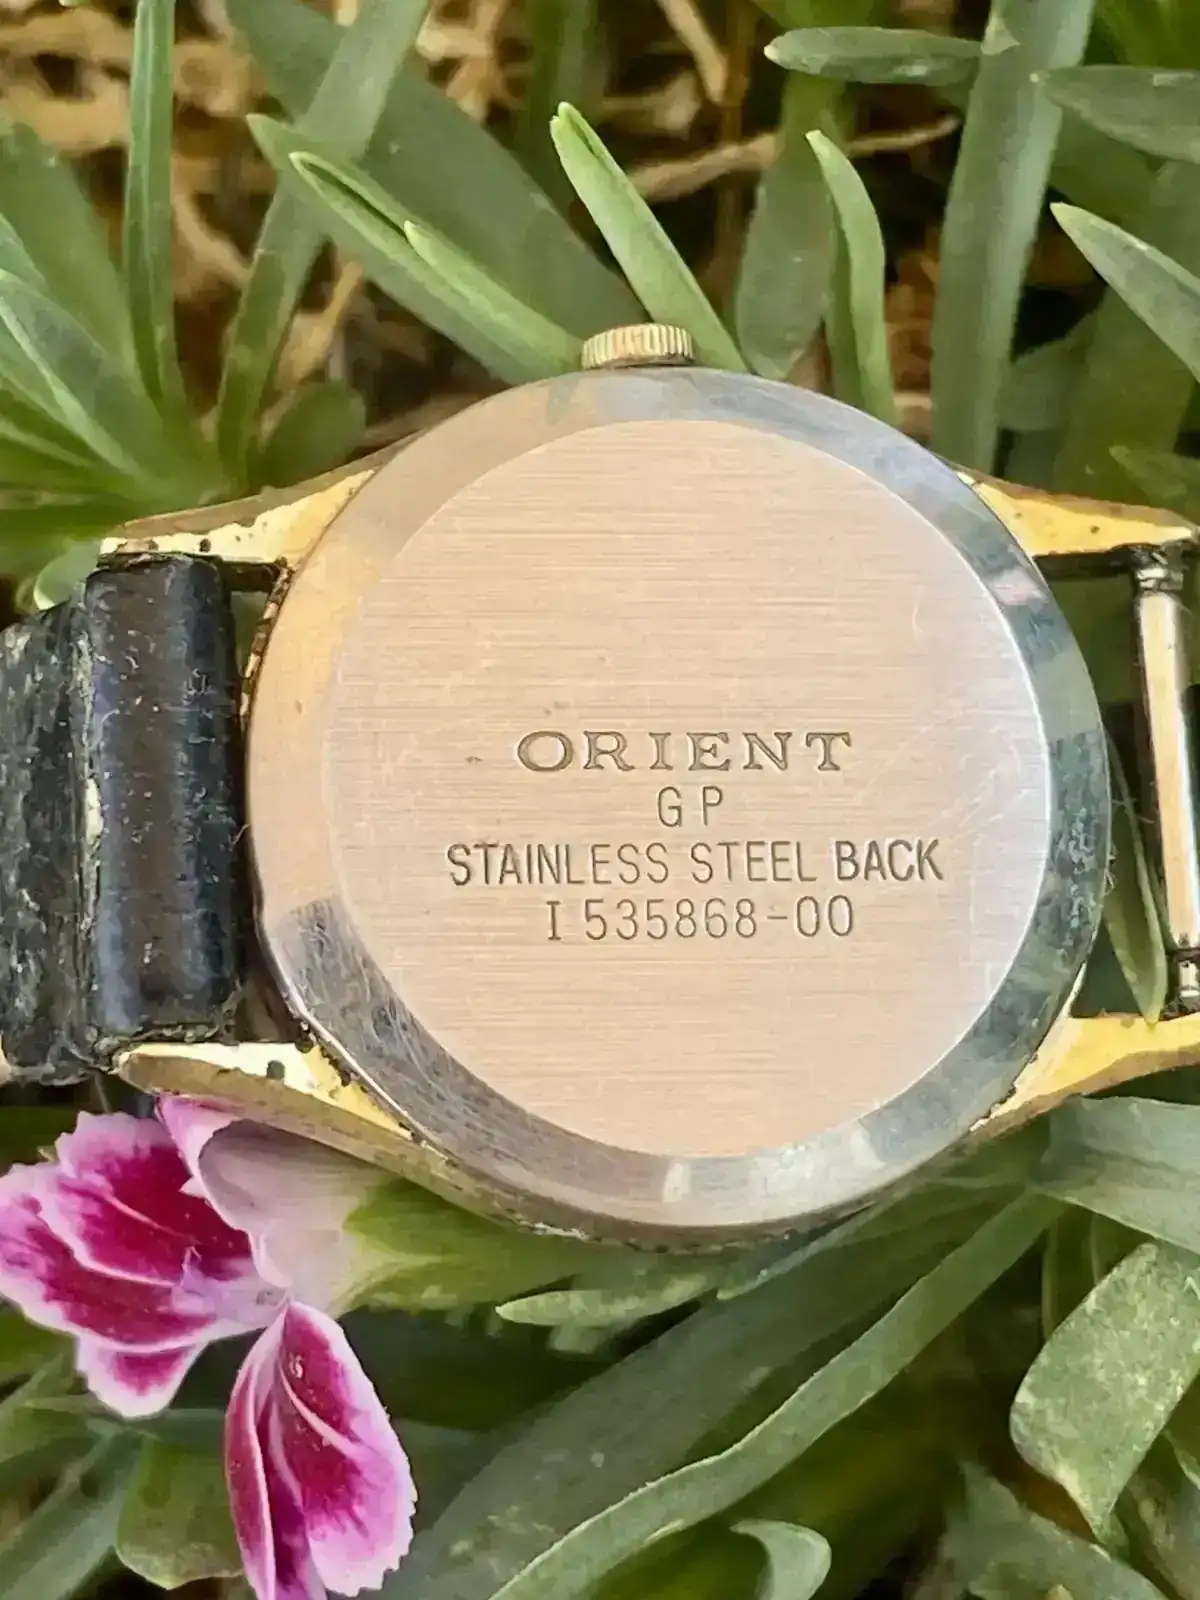 ORIENT
GP
STAINLESS STEEL BACK
I 535868-00